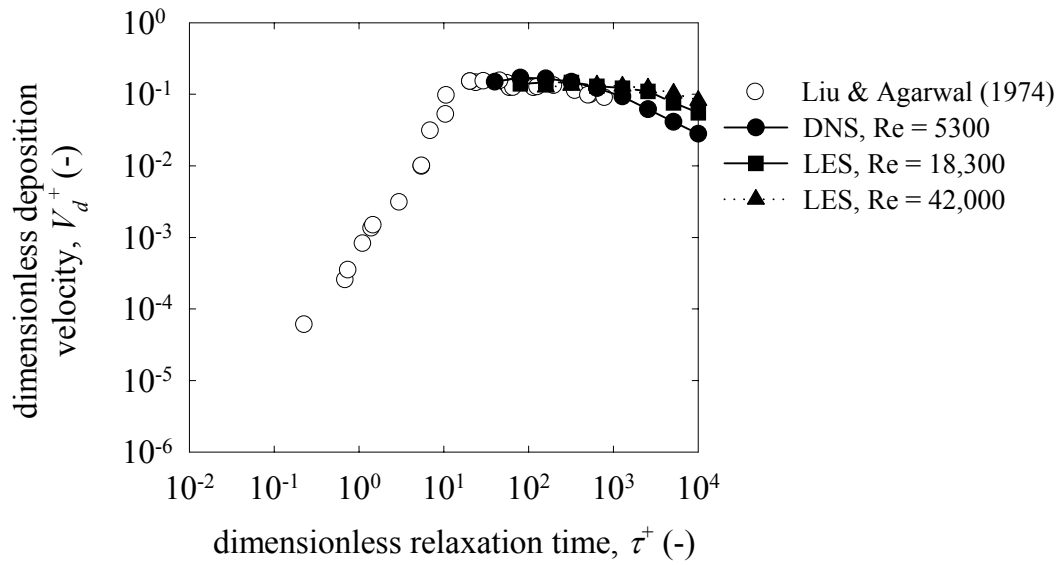 dimensionless deposition
velocity, V_d^+ (-)
10^0
10^-1
10^-2
10^-3
10^-4
10^-5
10^-6
10^-2 10^-1 10^0 10^1 10^2 10^3 10^4
dimensionless relaxation time, τ^+ (-)
Liu & Agarwal (1974)
DNS, Re = 5300
LES, Re = 18,300
LES, Re = 42,000